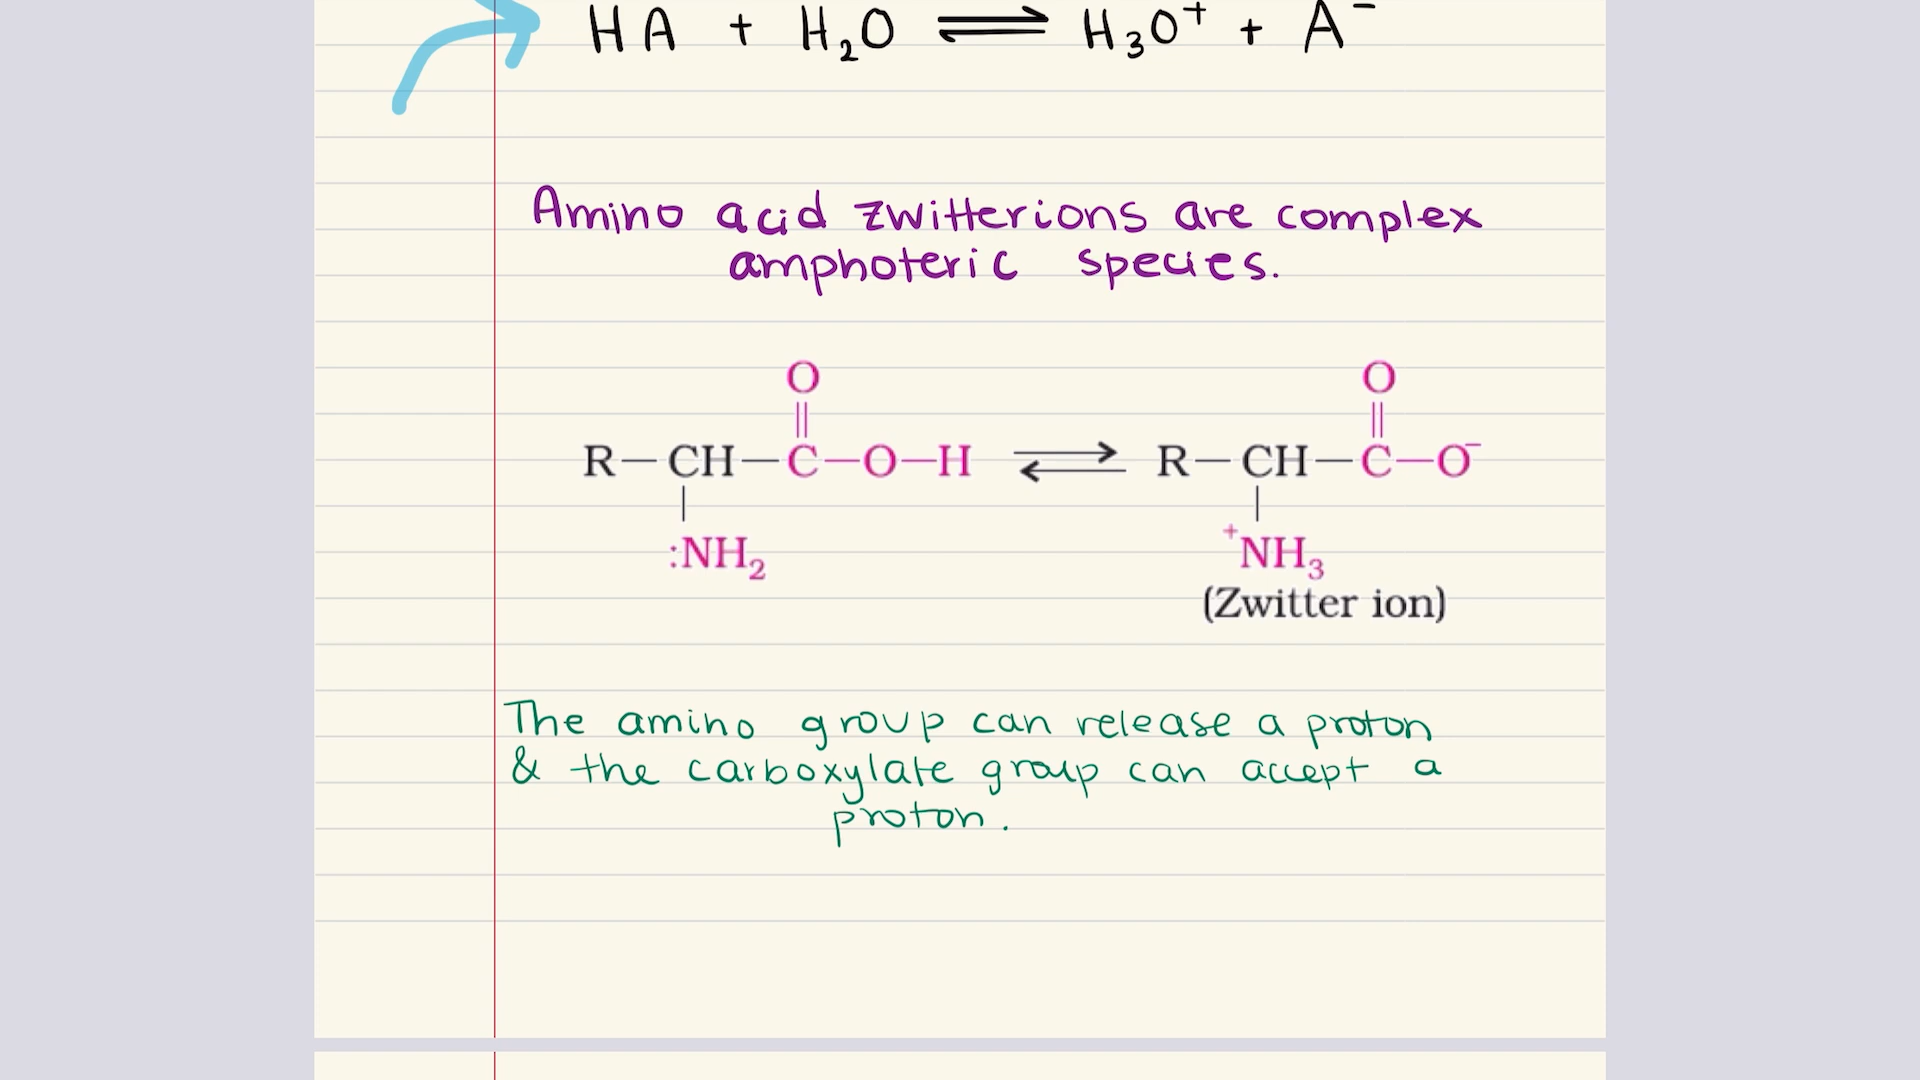 HA + H₂O ⇌ H₃O⁺ + A⁻
Amino acid zwitterions are complex
amphoteric species.
O O
|| ||
R—CH—C—O—H ⇌ R—CH—C—O⁻
| |
:NH₂ ⁺NH₃
(Zwitter ion)
The amino group can release a proton
& the carboxylate group can accept a
proton.